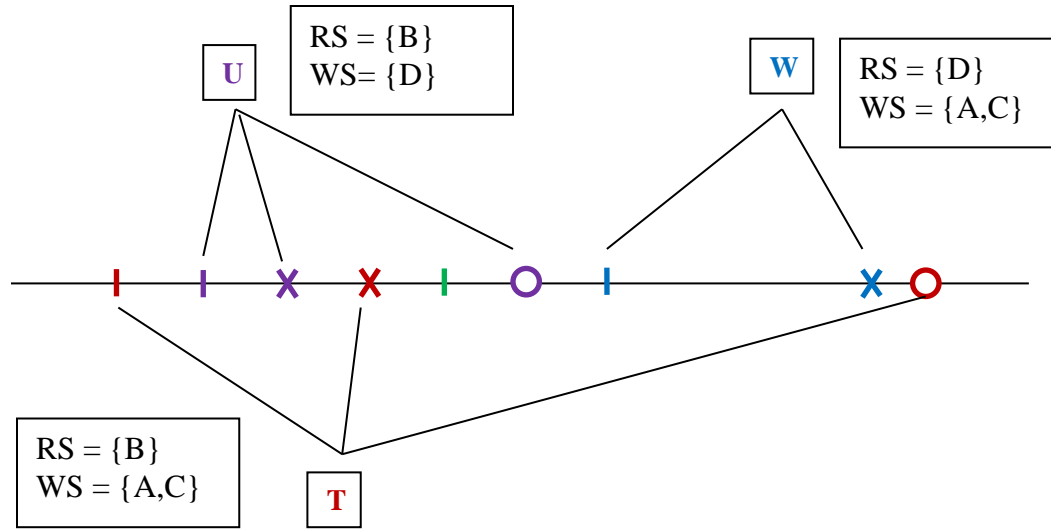 U
RS = {B}
WS= {D}
W
RS = {D}
WS = {A,C}
RS = {B}
WS = {A,C}
T